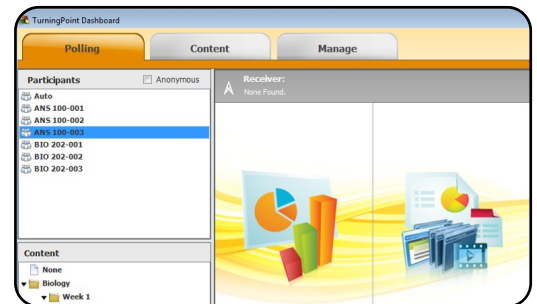 TurningPoint Dashboard
Polling
Content
Manage
Participants
Anonymous
Auto
ANS 100-001
ANS 100-002
ANS 100-003
BIO 202-001
BIO 202-002
BIO 202-003
Receiver:
None Found.
Content
None
Biology
Week 1